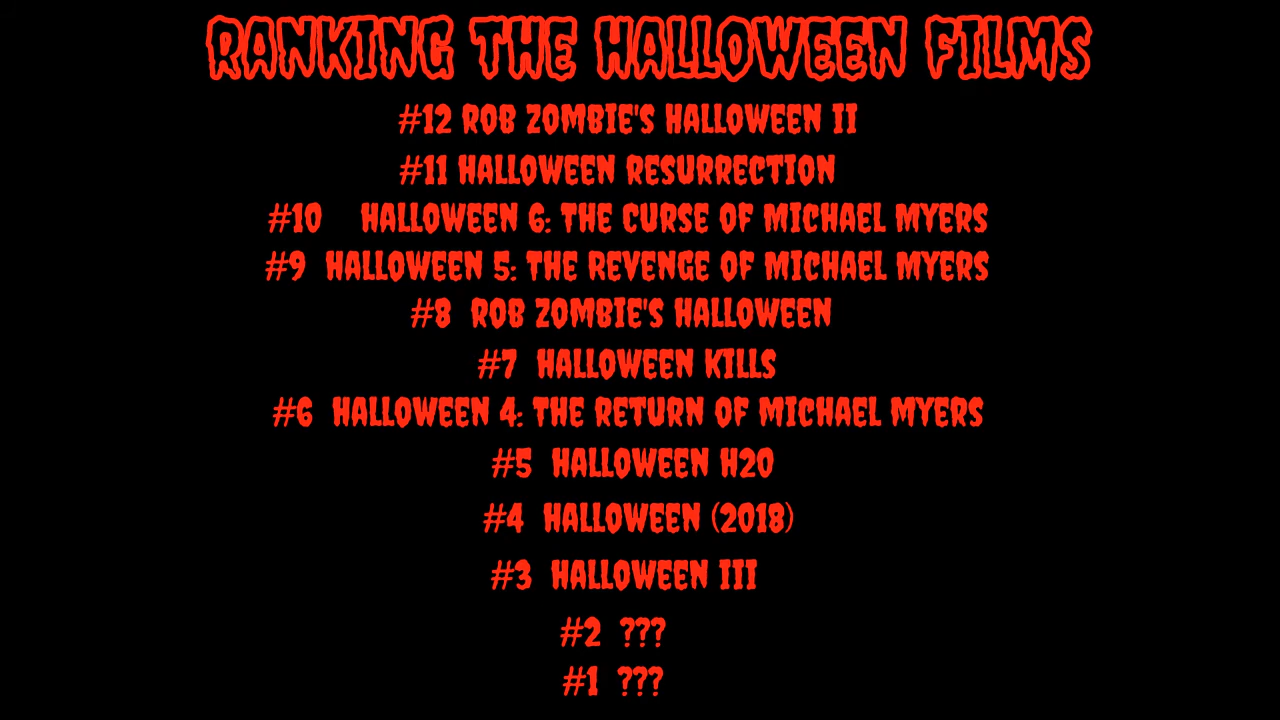 RANKING THE HALLOWEEN FILMS
#12 ROB ZOMBIE'S HALLOWEEN II
#11 HALLOWEEN RESURRECTION
#10 HALLOWEEN 6: THE CURSE OF MICHAEL MYERS
#9 HALLOWEEN 5: THE REVENGE OF MICHAEL MYERS
#8 ROB ZOMBIE'S HALLOWEEN
#7 HALLOWEEN KILLS
#6 HALLOWEEN 4: THE RETURN OF MICHAEL MYERS
#5 HALLOWEEN H20
#4 HALLOWEEN (2018)
#3 HALLOWEEN III
#2 ???
#1 ???